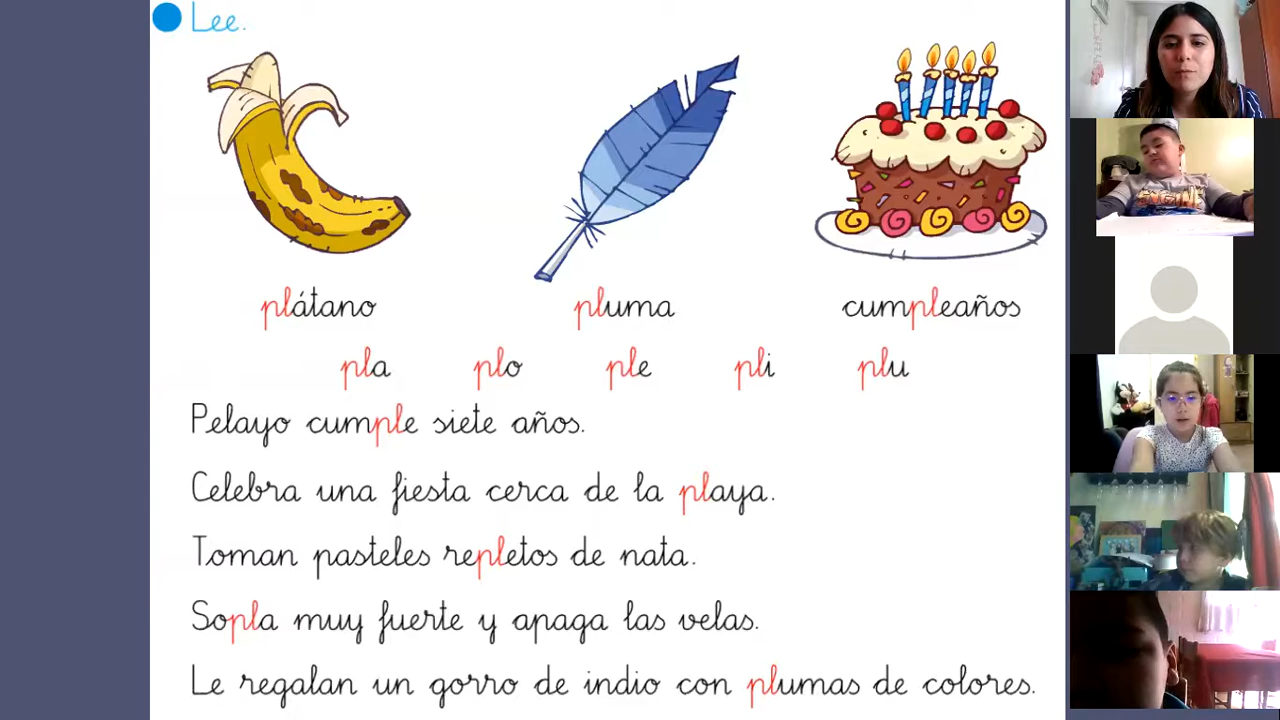 Lee.
plátano pluma cumpleaños
pla plo ple pli plu
Pelayo cumple siete años.
Celebra una fiesta cerca de la playa.
Toman pasteles repletos de nata.
Sopla muy fuerte y apaga las velas.
Le regalan un gorro de indio con plumas de colores.